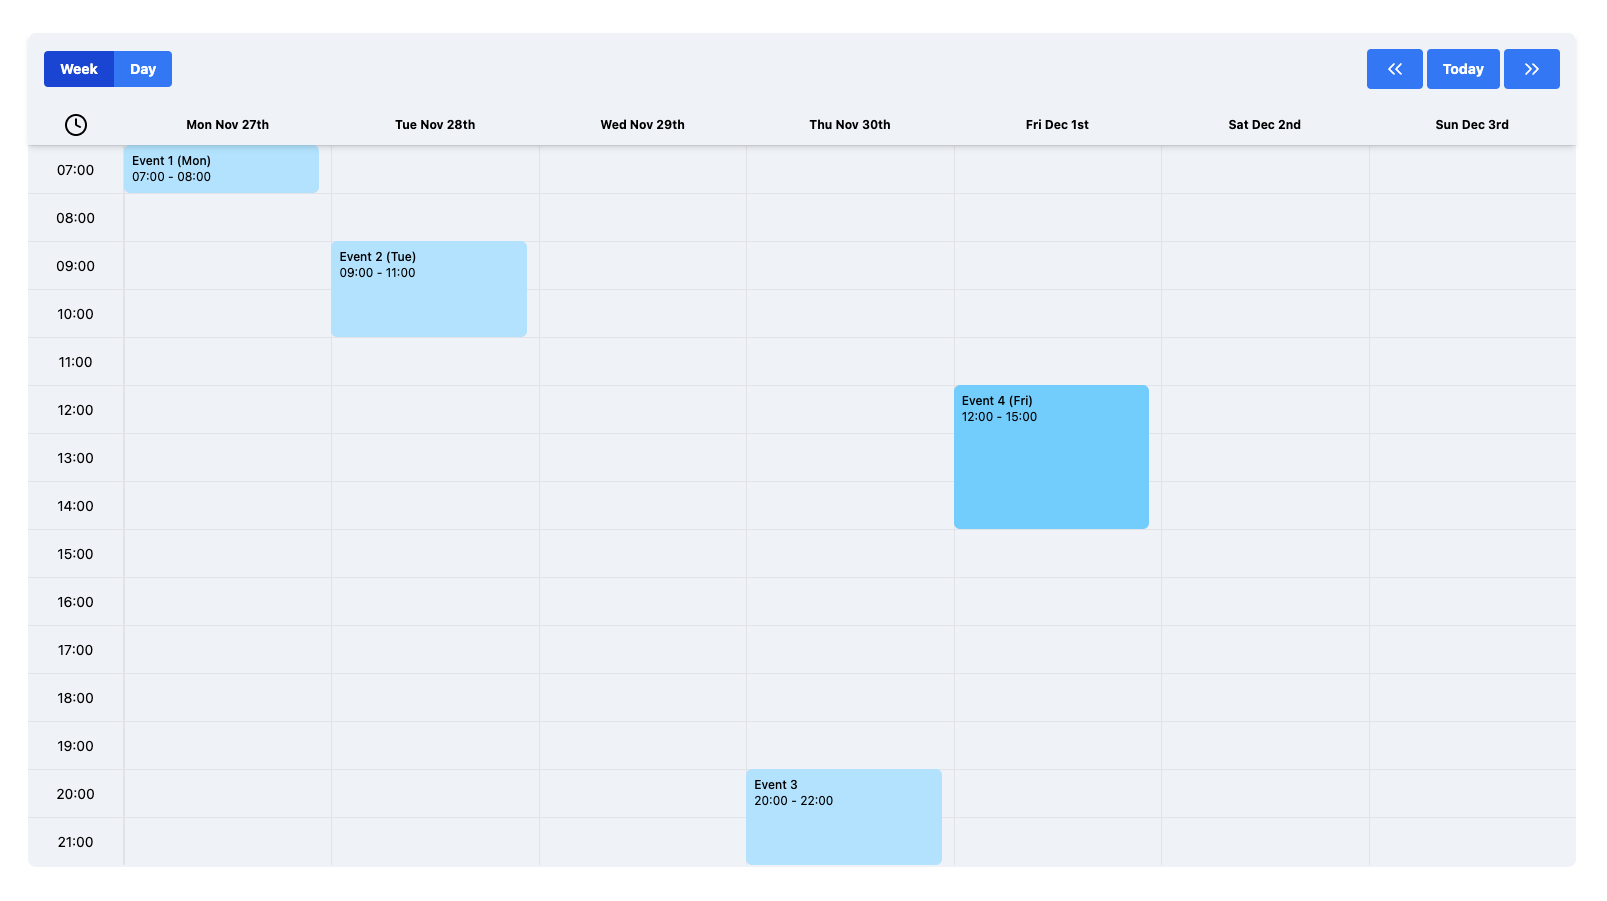 Week Day Today
Mon Nov 27th Tue Nov 28th Wed Nov 29th Thu Nov 30th Fri Dec 1st Sat Dec 2nd Sun Dec 3rd
Event 1 (Mon)
07:00 - 08:00
07:00
08:00
Event 2 (Tue)
09:00 - 11:00
09:00
10:00
11:00
Event 4 (Fri)
12:00 - 15:00
12:00
13:00
14:00
15:00
16:00
17:00
18:00
19:00
Event 3
20:00 - 22:00
20:00
21:00